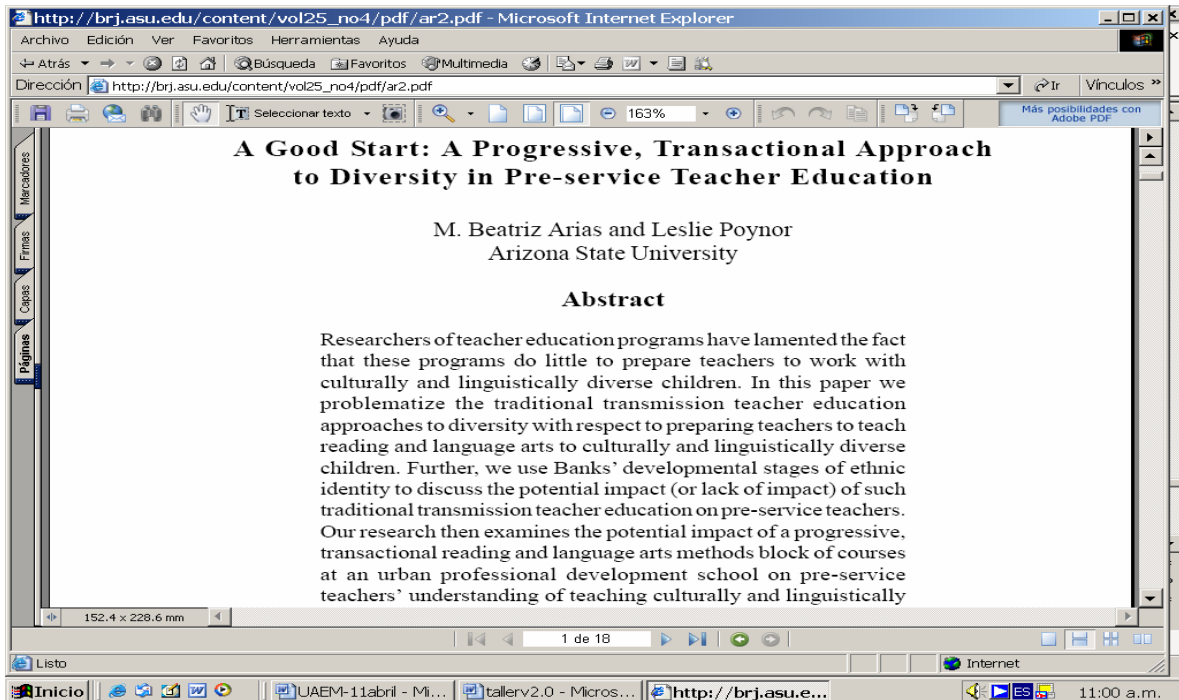 http://brj.asu.edu/content/vol25_no4/pdf/ar2.pdf - Microsoft Internet Explorer
Archivo Edición Ver Favoritos Herramientas Ayuda
Atrás Búsqueda Favoritos Multimedia
Dirección http://brj.asu.edu/content/vol25_no4/pdf/ar2.pdf Ir Vínculos »
Seleccionar texto 163% Más posibilidades con
Adobe PDF
Marcadores
Firmas
Capas
Páginas
A Good Start: A Progressive, Transactional Approach
to Diversity in Pre-service Teacher Education
M. Beatriz Arias and Leslie Poynor
Arizona State University
Abstract
Researchers of teacher education programs have lamented the fact
that these programs do little to prepare teachers to work with
culturally and linguistically diverse children. In this paper we
problematize the traditional transmission teacher education
approaches to diversity with respect to preparing teachers to teach
reading and language arts to culturally and linguistically diverse
children. Further, we use Banks' developmental stages of ethnic
identity to discuss the potential impact (or lack of impact) of such
traditional transmission teacher education on pre-service teachers.
Our research then examines the potential impact of a progressive,
transactional reading and language arts methods block of courses
at an urban professional development school on pre-service
teachers' understanding of teaching culturally and linguistically
152.4 x 228.6 mm
1 de 18
Listo Internet
Inicio UAEM-11abril - Mi... tallerv2.0 - Micros... http://brj.asu.e... ES 11:00 a.m.